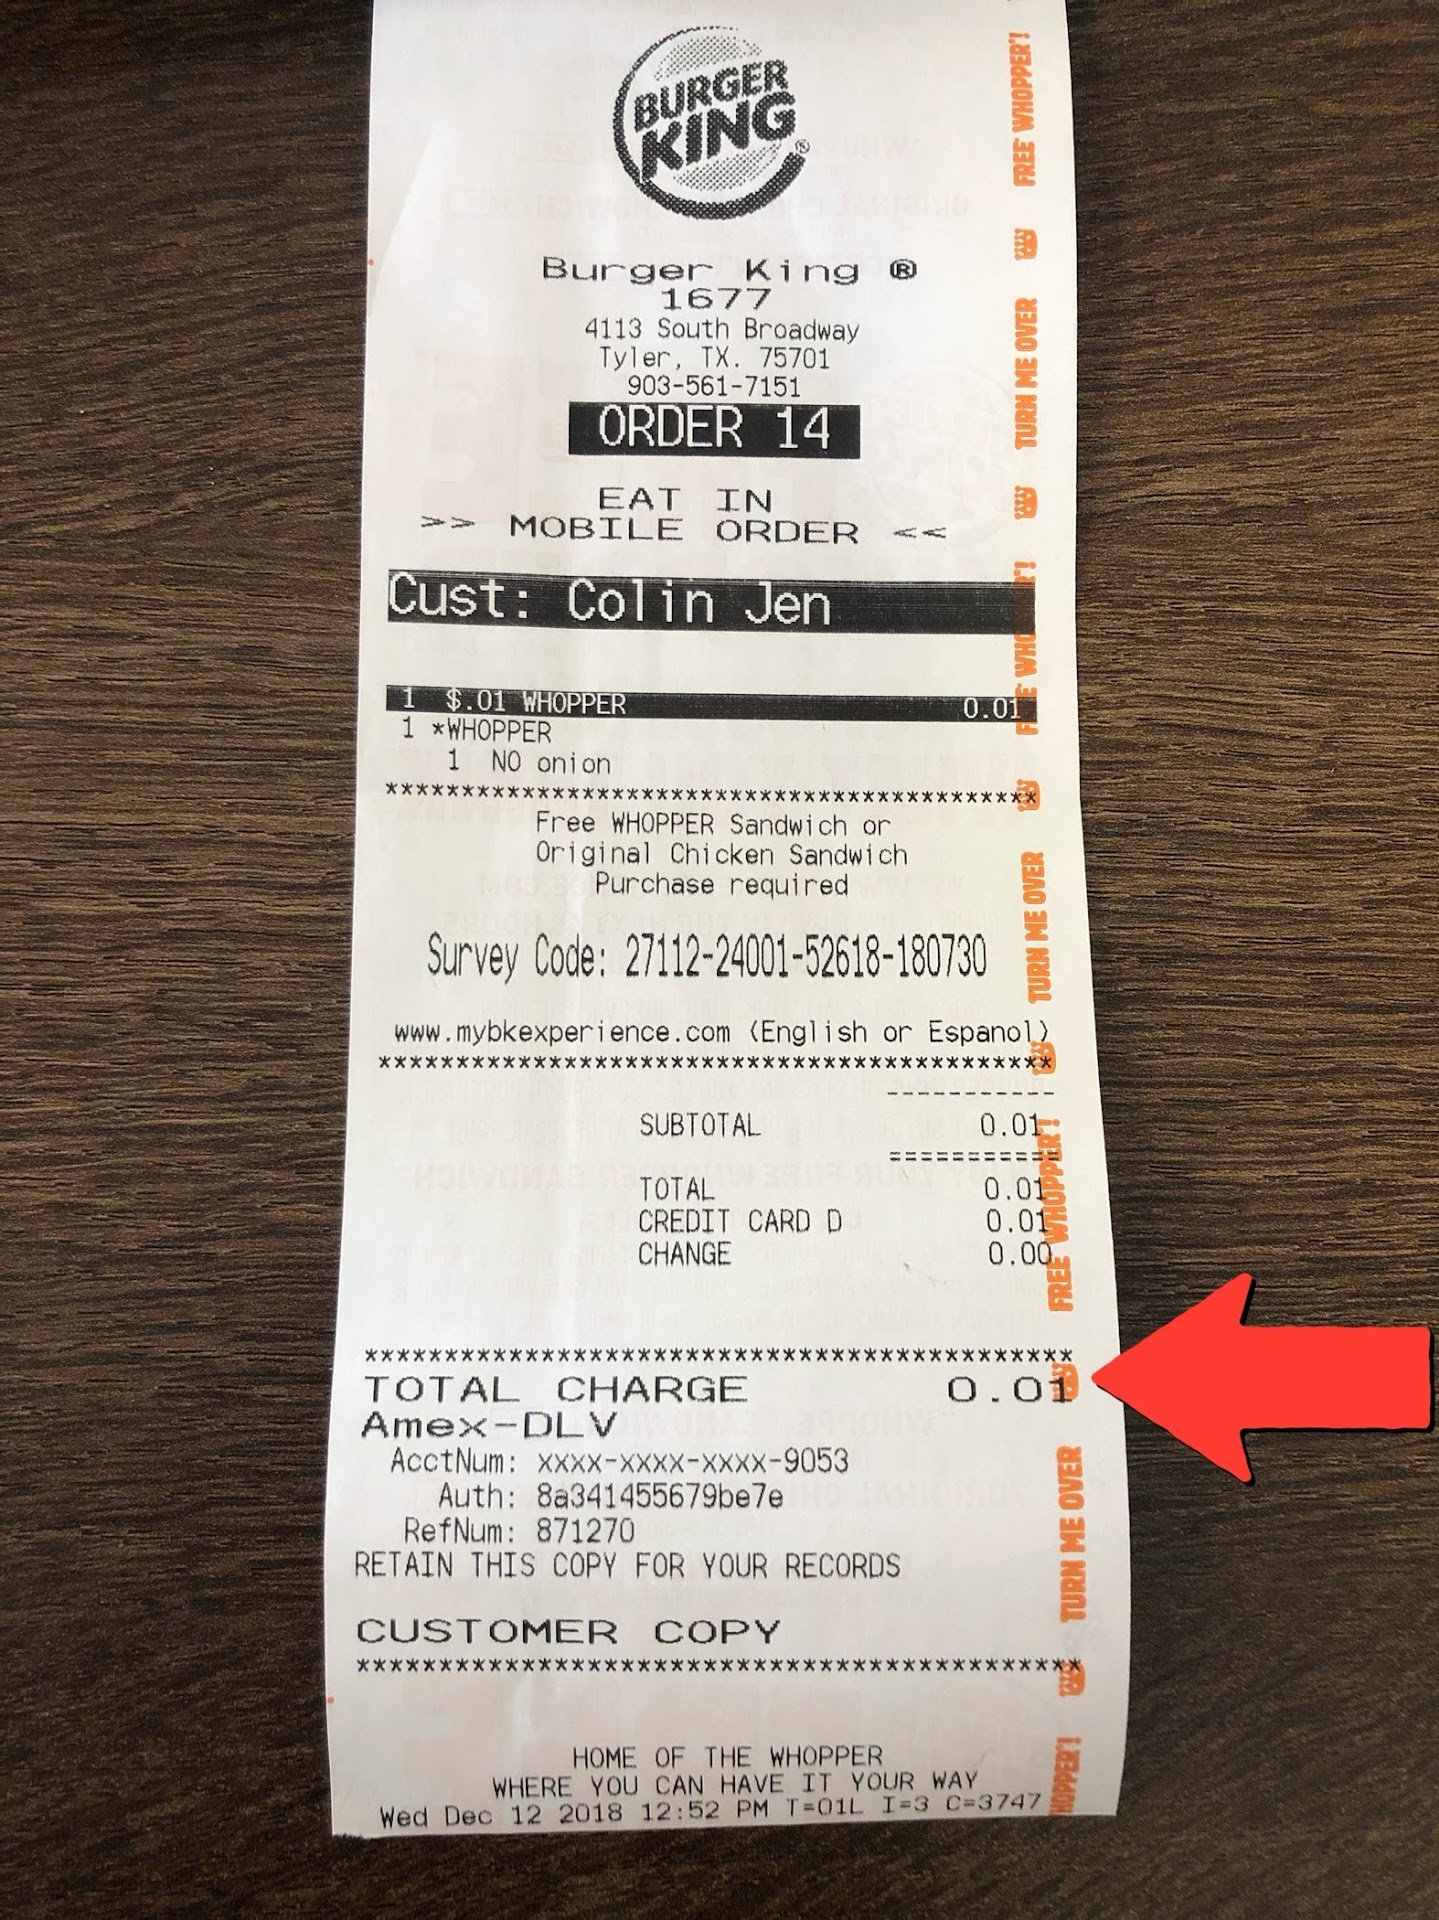 BURGER
KING®
Burger King ®
1677
4113 South Broadway
Tyler, TX. 75701
903-561-7151
ORDER 14
EAT IN
>> MOBILE ORDER <<
Cust: Colin Jen
1 $.01 WHOPPER 0.01
1 *WHOPPER
1 NO onion
*******************************************
Free WHOPPER Sandwich or
Original Chicken Sandwich
Purchase required
Survey Code: 27112-24001-52618-180730
www.mybkexperience.com (English or Espanol)
*******************************************
-----------
SUBTOTAL 0.01
===========
TOTAL 0.01
CREDIT CARD D 0.01
CHANGE 0.00
*******************************************
TOTAL CHARGE 0.01
Amex-DLV
AcctNum: xxxx-xxxx-xxxx-9053
Auth: 8a341455679be7e
RefNum: 871270
RETAIN THIS COPY FOR YOUR RECORDS
CUSTOMER COPY
*******************************************
HOME OF THE WHOPPER
WHERE YOU CAN HAVE IT YOUR WAY
Wed Dec 12 2018 12:52 PM T=01L I=3 C=3747
FREE WHOPPER!
TURN ME OVER
FREE WHOPPER!
TURN ME OVER
FREE WHOPPER!
TURN ME OVER
HOPPER!